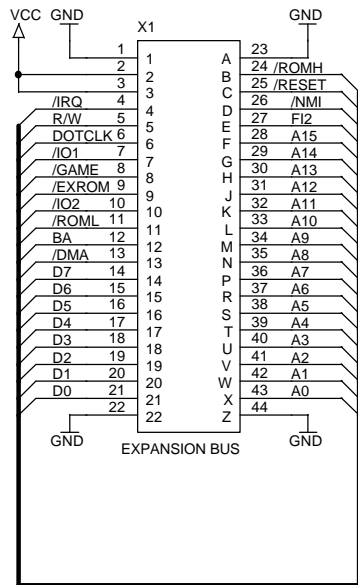 VCC GND GND
X1
1 1 A 23
2 2 B 24 /ROMH
3 3 C 25 /RESET
/IRQ 4 4 D 26 /NMI
R/W 5 5 E 27 FI2
DOTCLK 6 6 F 28 A15
/IO1 7 7 G 29 A14
/GAME 8 8 H 30 A13
/EXROM 9 9 J 31 A12
/IO2 10 10 K 32 A11
/ROML 11 11 L 33 A10
BA 12 12 M 34 A9
/DMA 13 13 N 35 A8
D7 14 14 P 36 A7
D6 15 15 R 37 A6
D5 16 16 S 38 A5
D4 17 17 T 39 A4
D3 18 18 U 40 A3
D2 19 19 V 41 A2
D1 20 20 W 42 A1
D0 21 21 X 43 A0
22 22 Z 44
GND GND
EXPANSION BUS